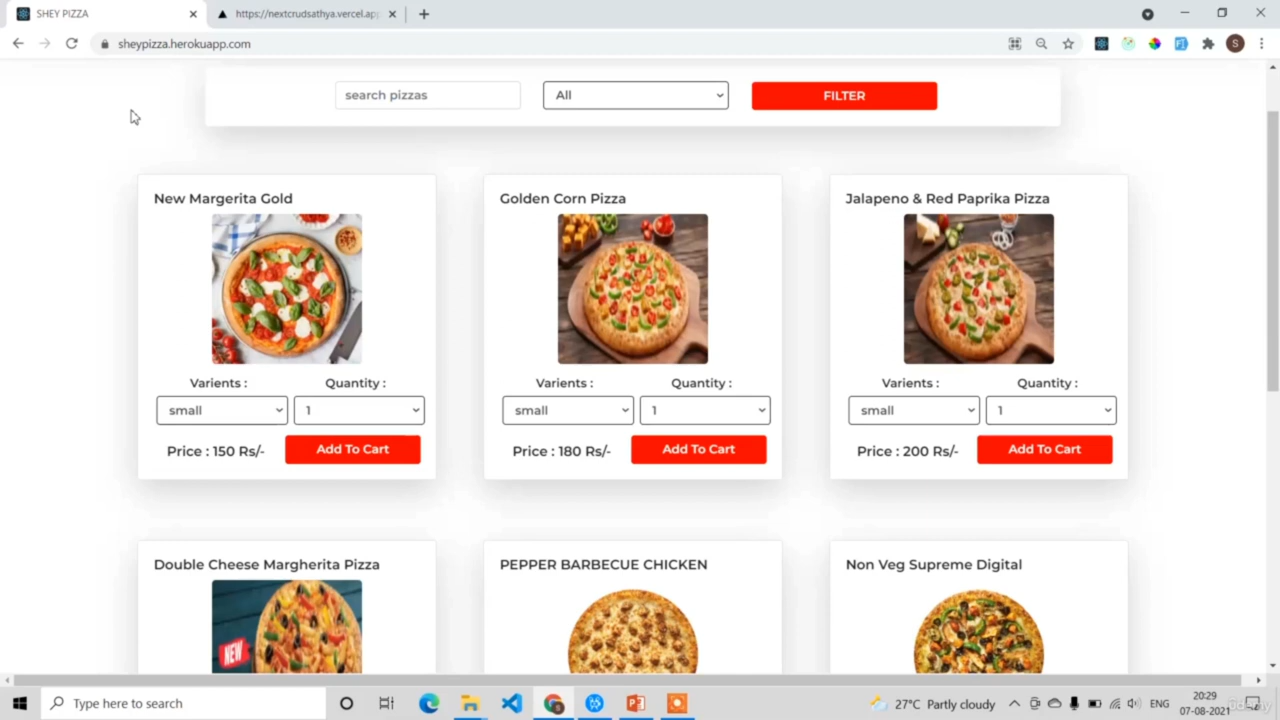 SHEY PIZZA
https://nextcrudsathya.vercel.app
sheypizza.herokuapp.com
S
search pizzas
All
FILTER
New Margerita Gold
Golden Corn Pizza
Jalapeno & Red Paprika Pizza
Varients : Quantity :
Varients : Quantity :
Varients : Quantity :
small 1
small 1
small 1
Price : 150 Rs/- Add To Cart
Price : 180 Rs/- Add To Cart
Price : 200 Rs/- Add To Cart
Double Cheese Margherita Pizza
PEPPER BARBECUE CHICKEN
Non Veg Supreme Digital
NEW
Type here to search
27°C Partly cloudy
ENG
20:29
07-08-2021